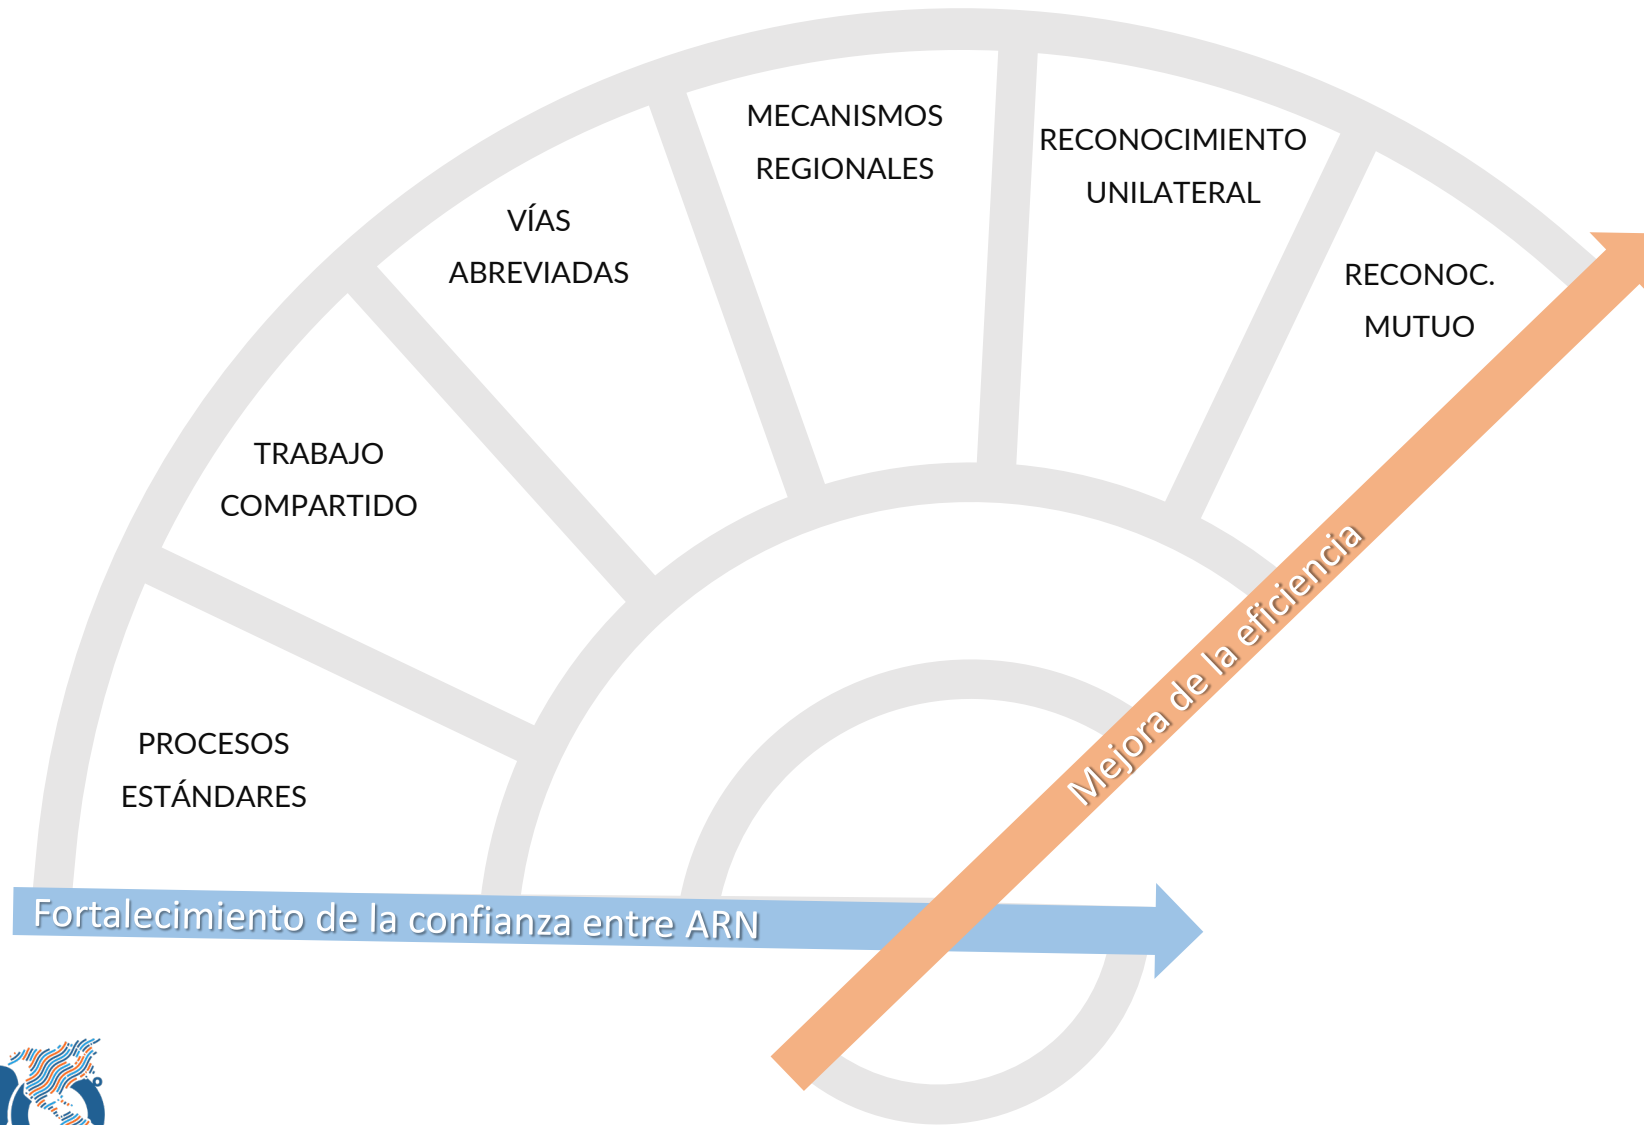 MECANISMOS
REGIONALES
RECONOCIMIENTO
UNILATERAL
VÍAS
ABREVIADAS
RECONOC.
MUTUO
TRABAJO
COMPARTIDO
PROCESOS
ESTÁNDARES
Mejora de la eficiencia
Fortalecimiento de la confianza entre ARN